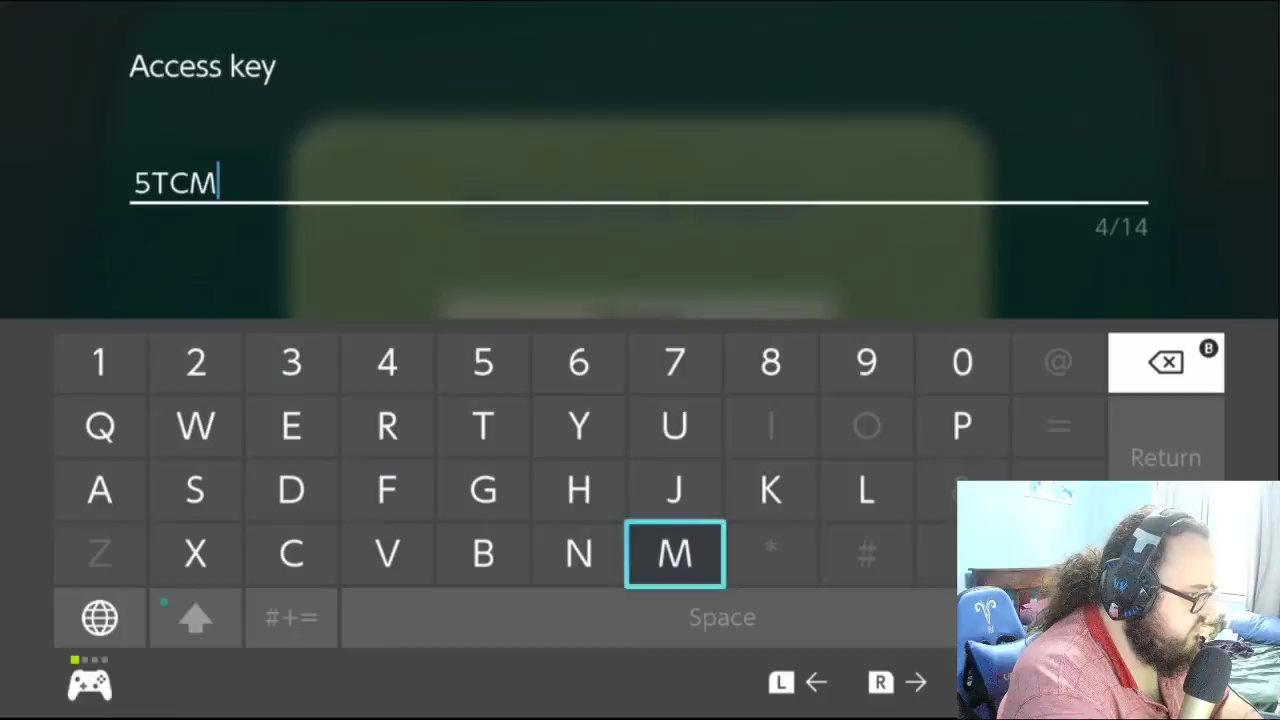 Access key
5TCM
4/14
1 2 3 4 5 6 7 8 9 0 @
B
Q W E R T Y U I O P =
Return
A S D F G H J K L
Z X C V B N M * #
#+= Space
L ← R →